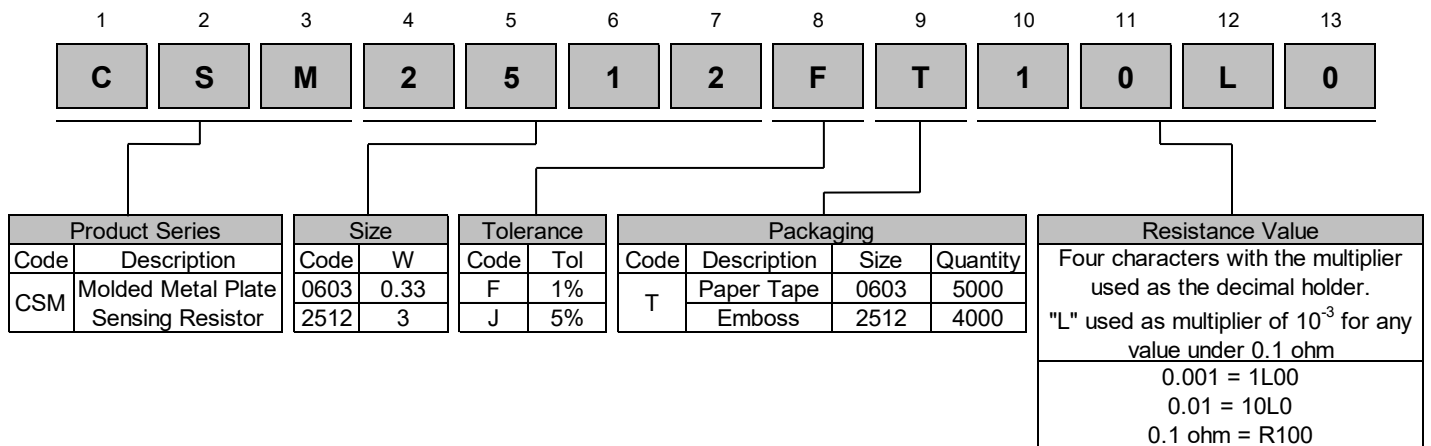 1 2 3 4 5 6 7 8 9 10 11 12 13
C S M 2 5 1 2 F T 1 0 L 0
Product Series
Code Description
CSM Molded Metal Plate
Sensing Resistor
Size
Code W
0603 0.33
2512 3
Tolerance
Code Tol
F 1%
J 5%
Packaging
Code Description Size Quantity
T Paper Tape 0603 5000
Emboss 2512 4000
Resistance Value
Four characters with the multiplier
used as the decimal holder.
"L" used as multiplier of 10⁻³ for any
value under 0.1 ohm
0.001 = 1L00
0.01 = 10L0
0.1 ohm = R100